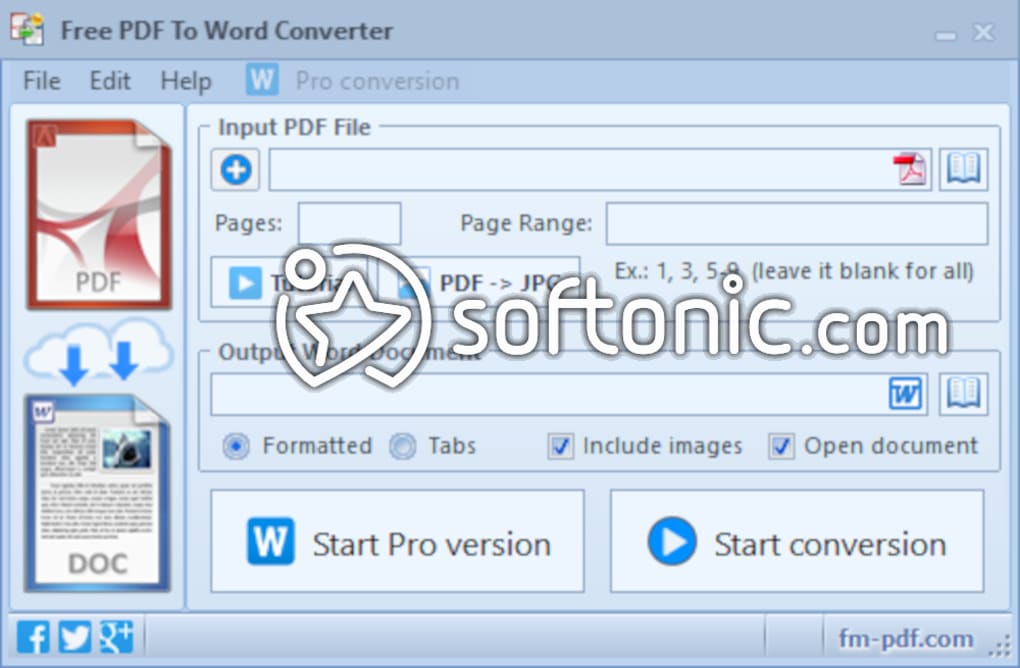 Free PDF To Word Converter
File Edit Help W Pro conversion
Input PDF File
Pages: Page Range:
Tutorial PDF -> JPG Ex.: 1, 3, 5-9 (leave it blank for all)
softonic.com
Output Word Document
W
Formatted Tabs Include images Open document
W Start Pro version Start conversion
PDF
W
DOC
f g+ fm-pdf.com